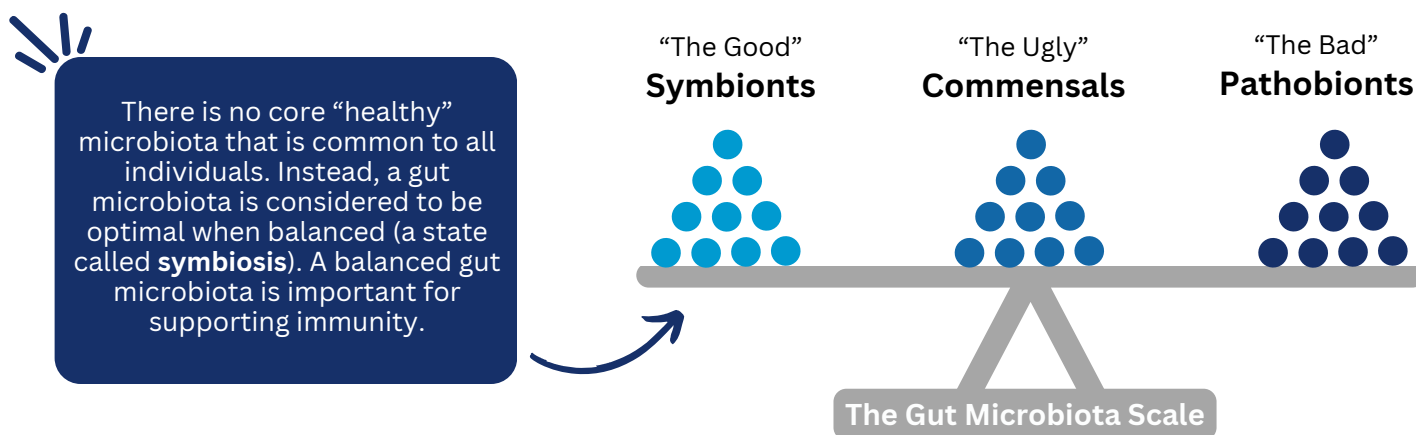 There is no core “healthy”
microbiota that is common to all
individuals. Instead, a gut
microbiota is considered to be
optimal when balanced (a state
called symbiosis). A balanced gut
microbiota is important for
supporting immunity.
“The Good”
Symbionts
“The Ugly”
Commensals
“The Bad”
Pathobionts
The Gut Microbiota Scale